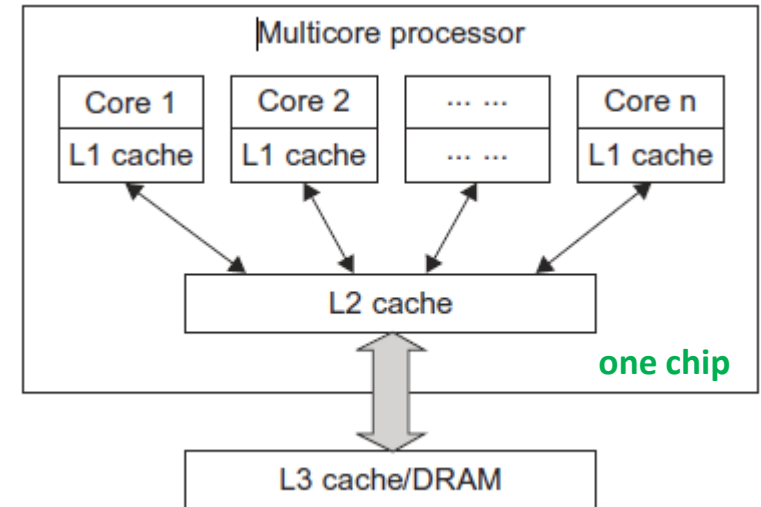 Multicore processor
Core 1
L1 cache
Core 2
L1 cache
... ...
... ...
Core n
L1 cache
L2 cache
one chip
L3 cache/DRAM